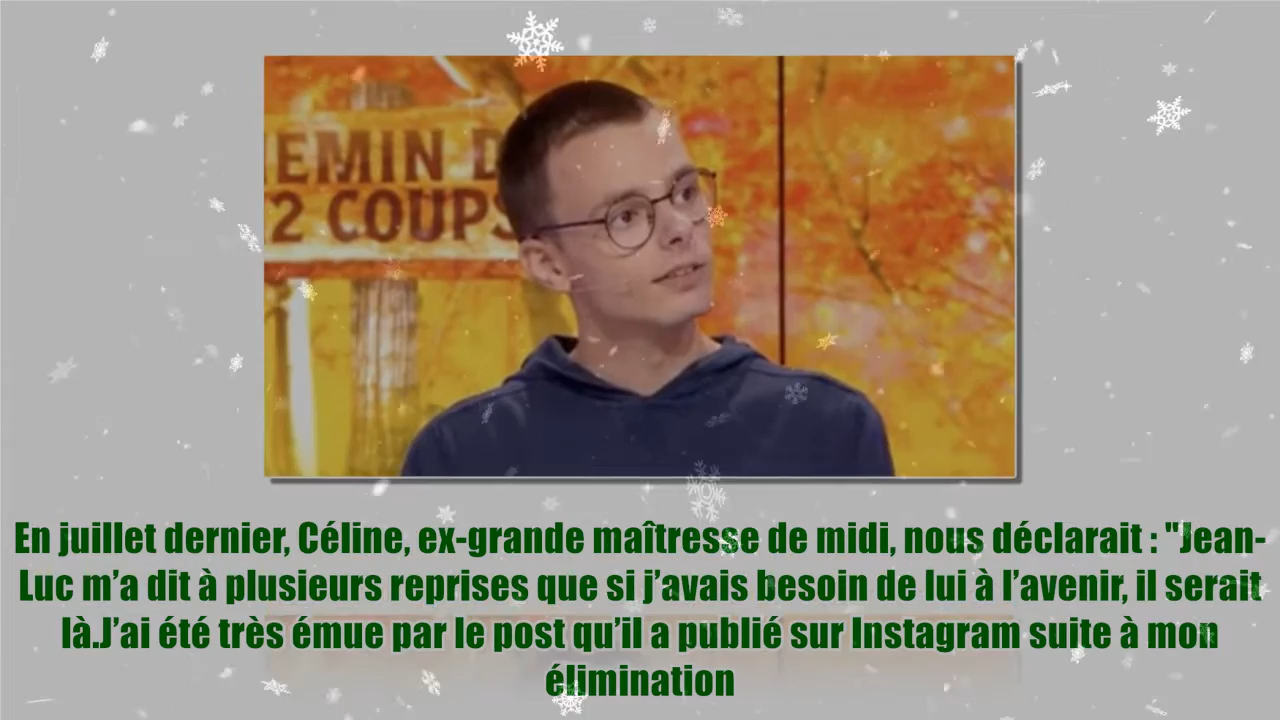 EMIN D
2 COUPS
En juillet dernier, Céline, ex-grande maîtresse de midi, nous déclarait : "Jean-
Luc m’a dit à plusieurs reprises que si j’avais besoin de lui à l’avenir, il serait
là.J’ai été très émue par le post qu’il a publié sur Instagram suite à mon
élimination